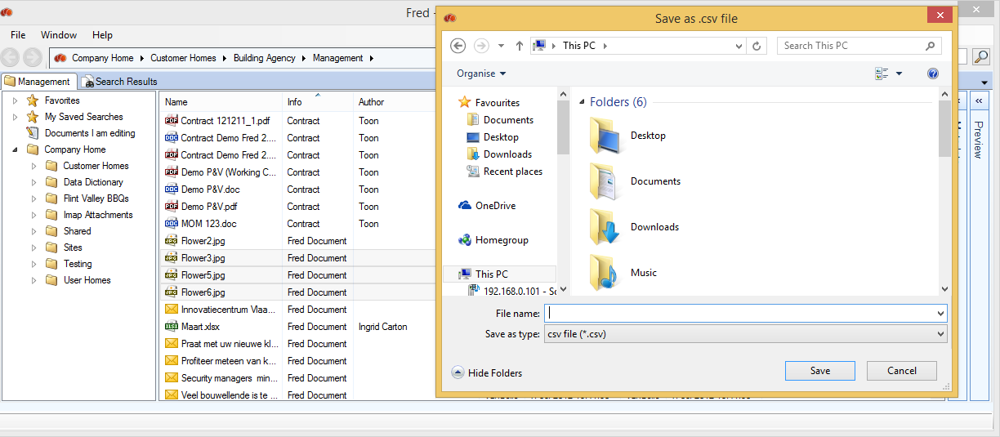 Fred -
File Window Help
Company Home Customer Homes Building Agency Management
Management Search Results
Favorites
My Saved Searches
Documents I am editing
Company Home
Customer Homes
Data Dictionary
Flint Valley BBQs
Imap Attachments
Shared
Sites
Testing
User Homes
Name Info Author
Contract 121211_1.pdf Contract Toon
Contract Demo Fred 2.... Contract Toon
Contract Demo Fred 2.... Contract Toon
Demo P&V (Working C... Contract Toon
Demo P&V.doc Contract Toon
Demo P&V.pdf Contract Toon
MOM 123.doc Contract Toon
Flower2.jpg Fred Document
Flower3.jpg Fred Document
Flower5.jpg Fred Document
Flower6.jpg Fred Document
Innovatiecentrum Vlaa... Fred Document
Maart.xlsx Fred Document Ingrid Carton
Praat met uw nieuwe kl... Fred Document
Profiteer meteen van k... Fred Document
Security managers min... Fred Document
Veel bouwellende is te ... Fred Document
Preview
Save as .csv file
This PC
Search This PC
Organise
Favourites
Documents
Desktop
Downloads
Recent places
OneDrive
Homegroup
This PC
192.168.0.101 - Sc
Folders (6)
Desktop
Documents
Downloads
Music
File name:
Save as type: csv file (*.csv)
Hide Folders
Save Cancel